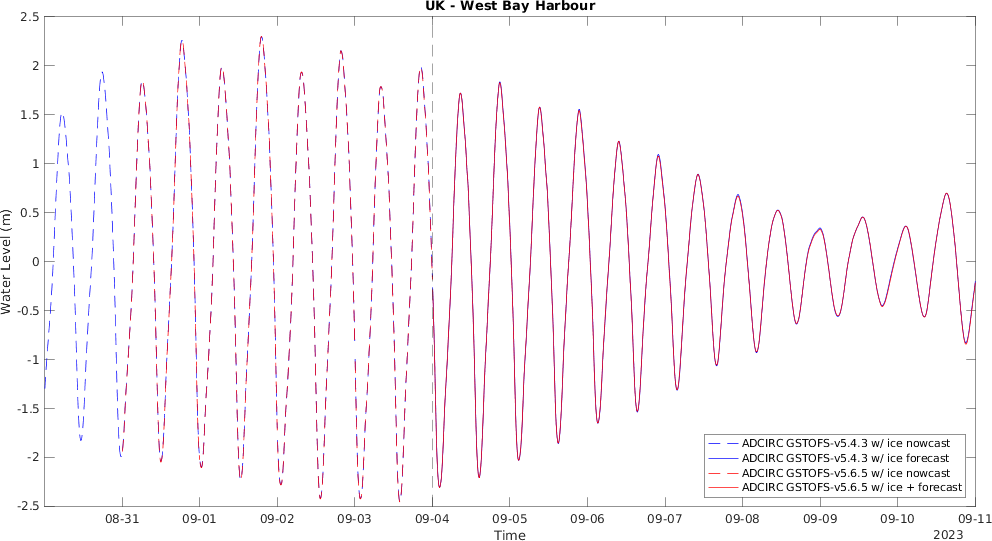 UK - West Bay Harbour
2.5
2
1.5
1
0.5
0
-0.5
-1
-1.5
-2
-2.5
Water Level (m)
08-31 09-01 09-02 09-03 09-04 09-05 09-06 09-07 09-08 09-09 09-10 09-11
Time
2023
ADCIRC GSTOFS-v5.4.3 w/ ice nowcast
ADCIRC GSTOFS-v5.4.3 w/ ice forecast
ADCIRC GSTOFS-v5.6.5 w/ ice nowcast
ADCIRC GSTOFS-v5.6.5 w/ ice + forecast